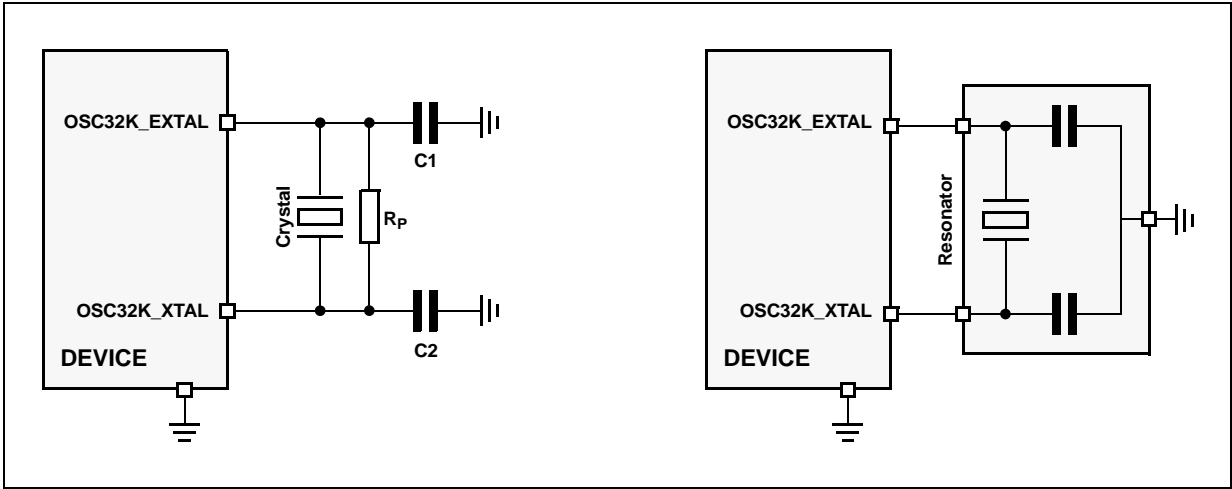 OSC32K_EXTAL
C1
Crystal
RP
OSC32K_XTAL
C2
DEVICE
OSC32K_EXTAL
Resonator
OSC32K_XTAL
DEVICE